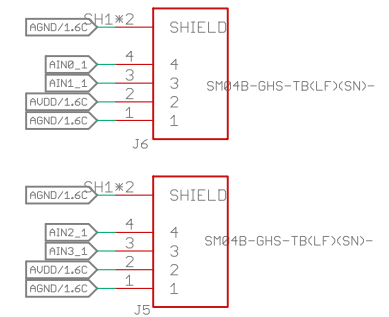 SH1*2
AGND/1.6C SHIELD
AIN0_1 4 4
AIN1_1 3 3
SM04B-GHS-TB(LF)(SN)-
AVDD/1.6C 2 2
AGND/1.6C 1 1
J6
SH1*2
AGND/1.6C SHIELD
AIN2_1 4 4
AIN3_1 3 3
SM04B-GHS-TB(LF)(SN)-
AVDD/1.6C 2 2
AGND/1.6C 1 1
J5